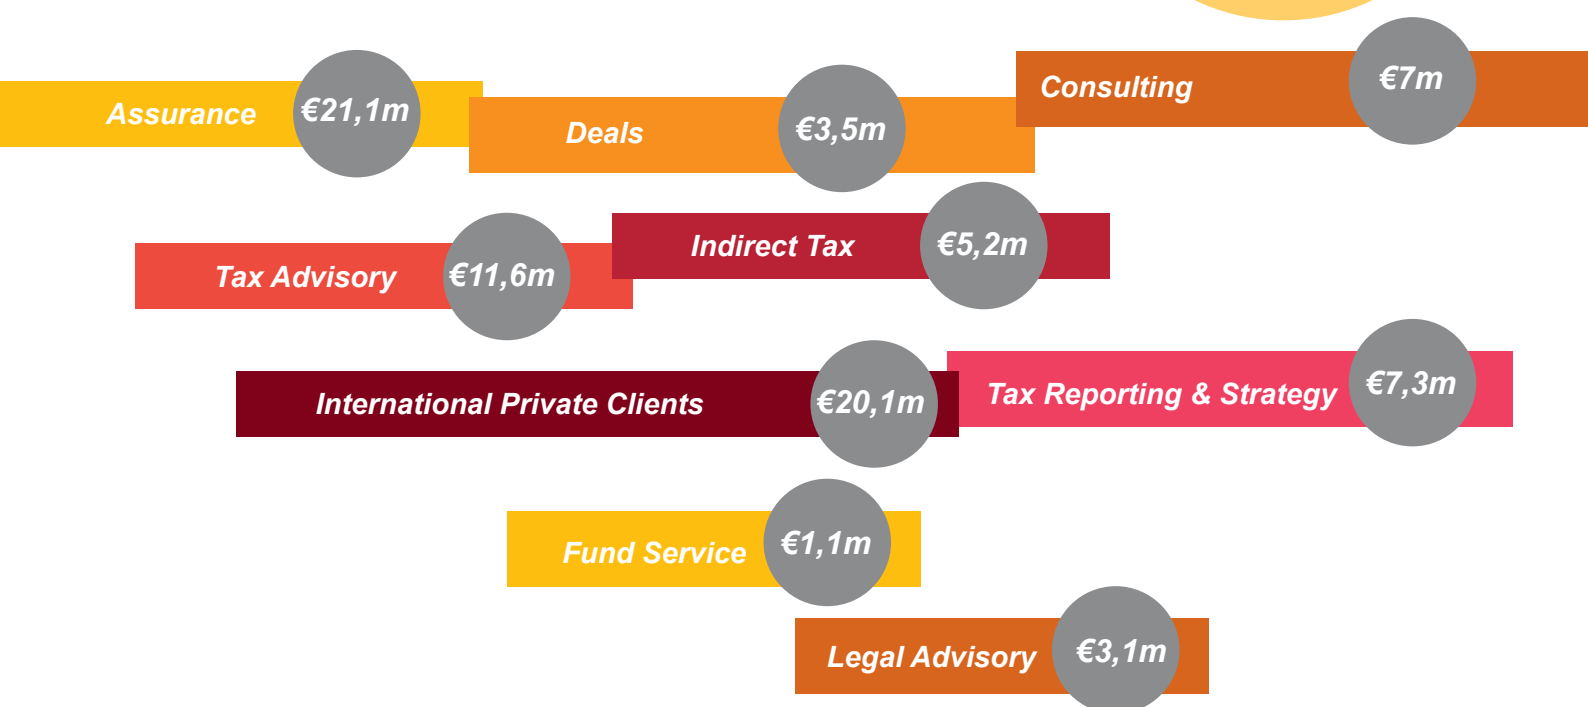 Assurance
€21,1m
Deals
€3,5m
Consulting
€7m
Tax Advisory
€11,6m
Indirect Tax
€5,2m
International Private Clients
€20,1m
Tax Reporting & Strategy
€7,3m
Fund Service
€1,1m
Legal Advisory
€3,1m